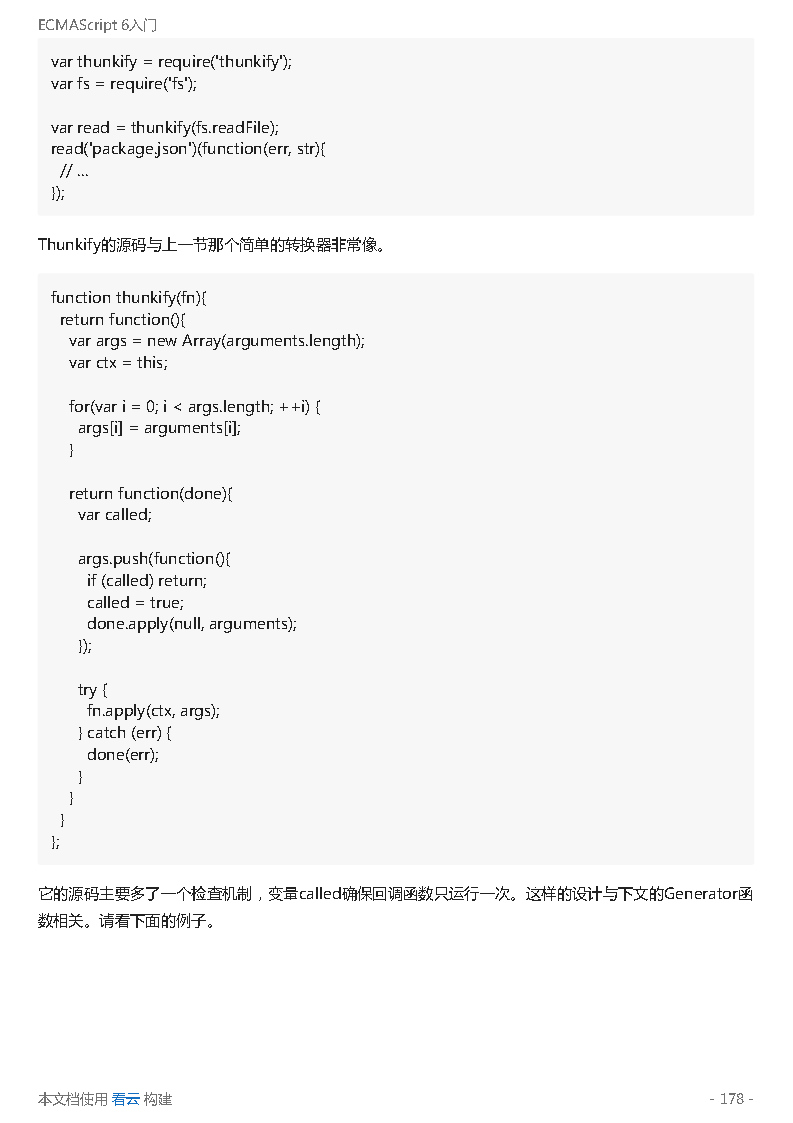 ECMAScript 6入门
var thunkify = require('thunkify');
var fs = require('fs');
var read = thunkify(fs.readFile);
read('package.json')(function(err, str){
// ...
});
Thunkify的源码与上一节那个简单的转换器非常像。
function thunkify(fn){
return function(){
var args = new Array(arguments.length);
var ctx = this;
for(var i = 0; i < args.length; ++i) {
args[i] = arguments[i];
}
return function(done){
var called;
args.push(function(){
if (called) return;
called = true;
done.apply(null, arguments);
});
try {
fn.apply(ctx, args);
} catch (err) {
done(err);
}
}
}
};
它的源码主要多了一个检查机制，变量called确保回调函数只运行一次。这样的设计与下文的Generator函
数相关。请看下面的例子。
本文档使用 看云 构建
- 178 -